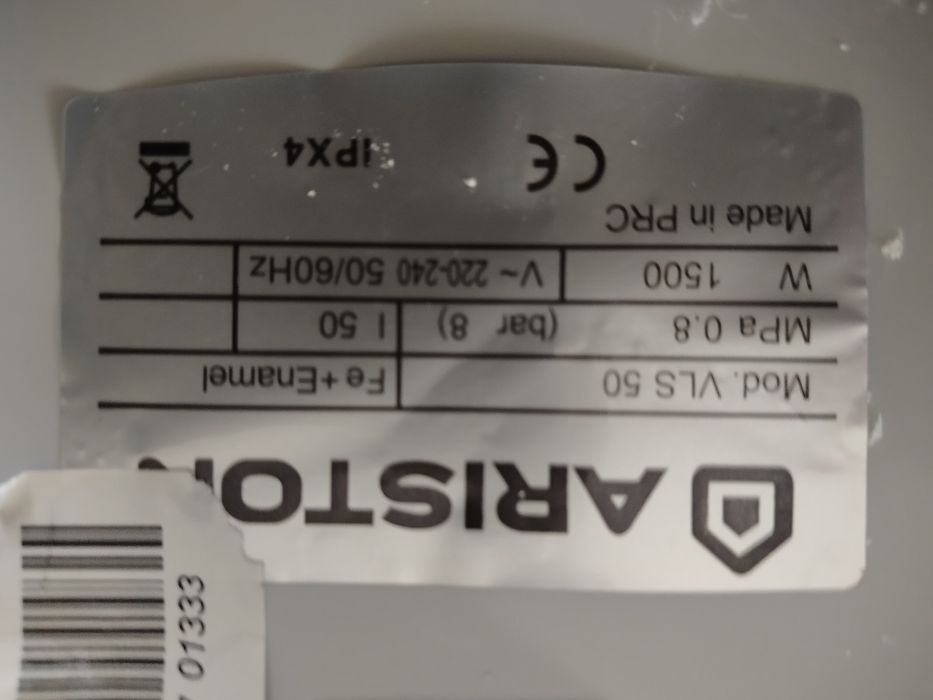 ARISTON
Mod. VLS 50 Fe+Enamel
MPa 0.8 (bar 8) l 50
W 1500 V~ 220-240 50/60Hz
Made in PRC
CE IPX4
01333